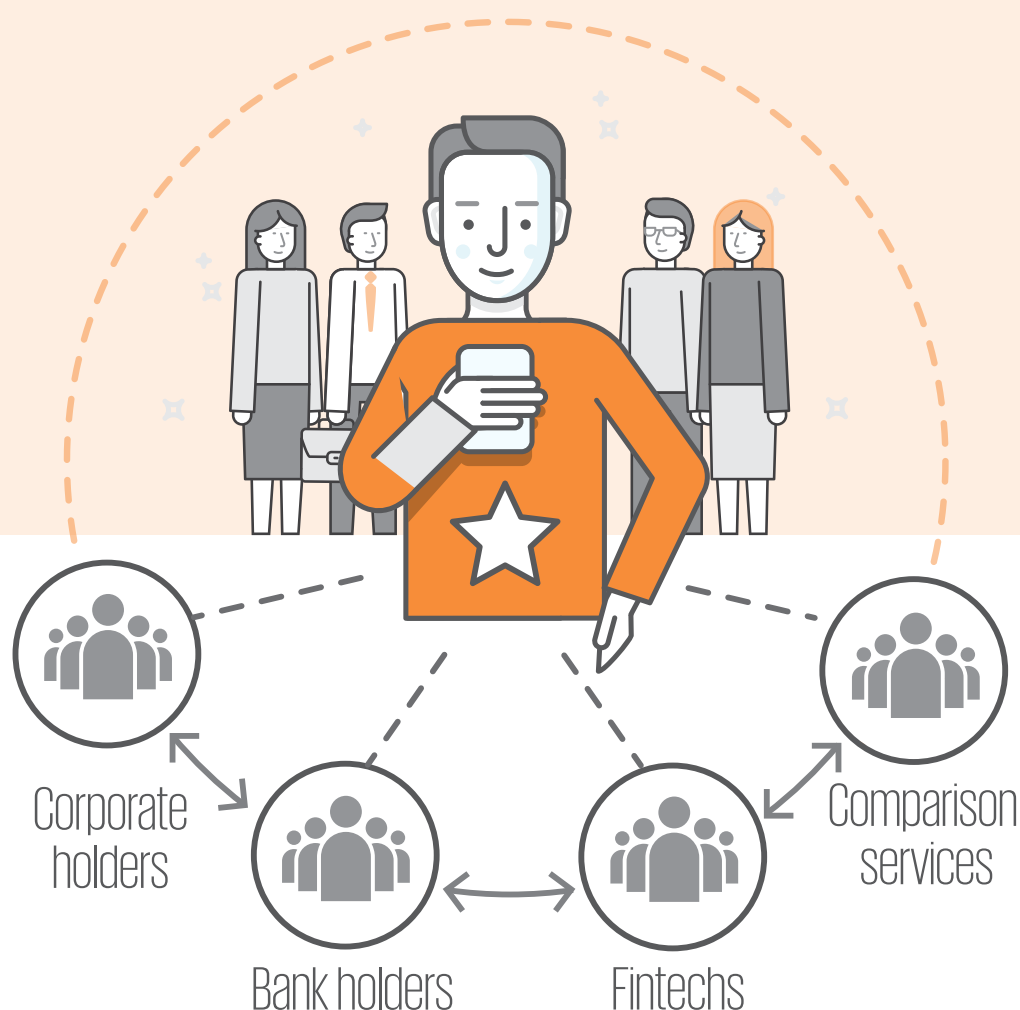 Corporate
holders
Bank holders
Fintechs
Comparison
services